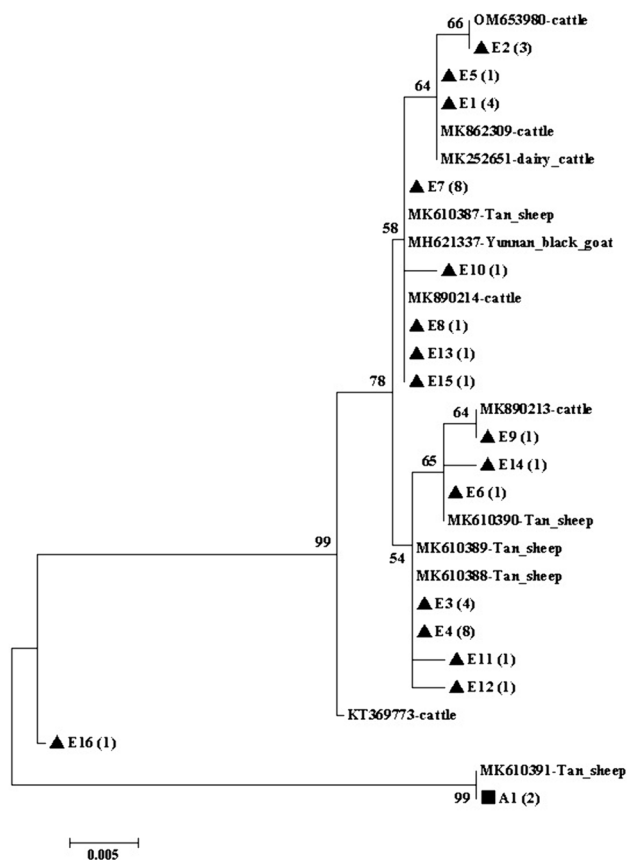 66
OM653980-cattle
E2 (3)
E5 (1)
64
E1 (4)
MK862309-cattle
MK252651-dairy_cattle
E7 (8)
MK610387-Tan_sheep
58
MH621337-Yunnan_black_goat
E10 (1)
MK890214-cattle
E8 (1)
E13 (1)
E15 (1)
78
MK890213-cattle
64
E9 (1)
65
E14 (1)
E6 (1)
MK610390-Tan_sheep
99
MK610389-Tan_sheep
54
MK610388-Tan_sheep
E3 (4)
E4 (8)
E11 (1)
E12 (1)
KT369773-cattle
E16 (1)
MK610391-Tan_sheep
99
A1 (2)
0.005